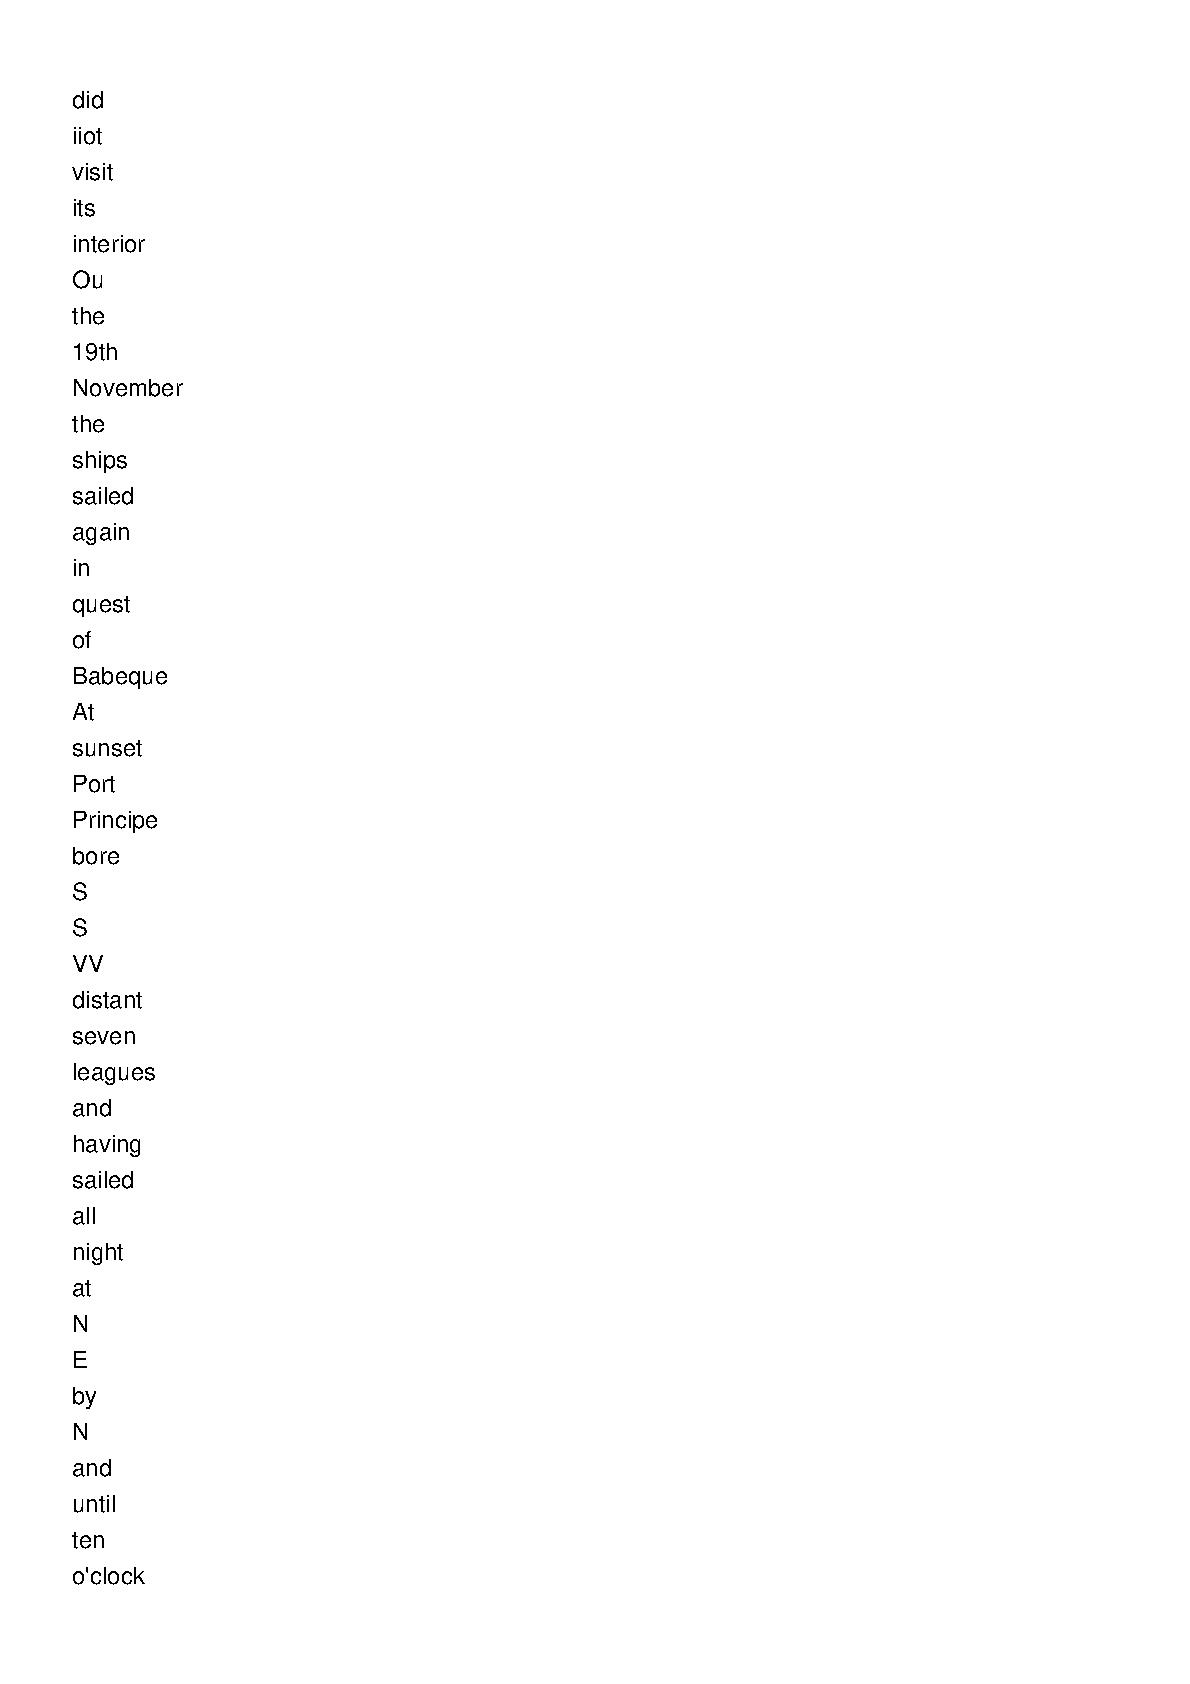 did
iiot
visit
its
interior
Ou
the
19th
November
the
ships
sailed
again
in
quest
of
Babeque
At
sunset
Port
Principe
bore
S
S
VV
distant
seven
leagues
and
having
sailed
all
night
at
N
E
by
N
and
until
ten
o'clock